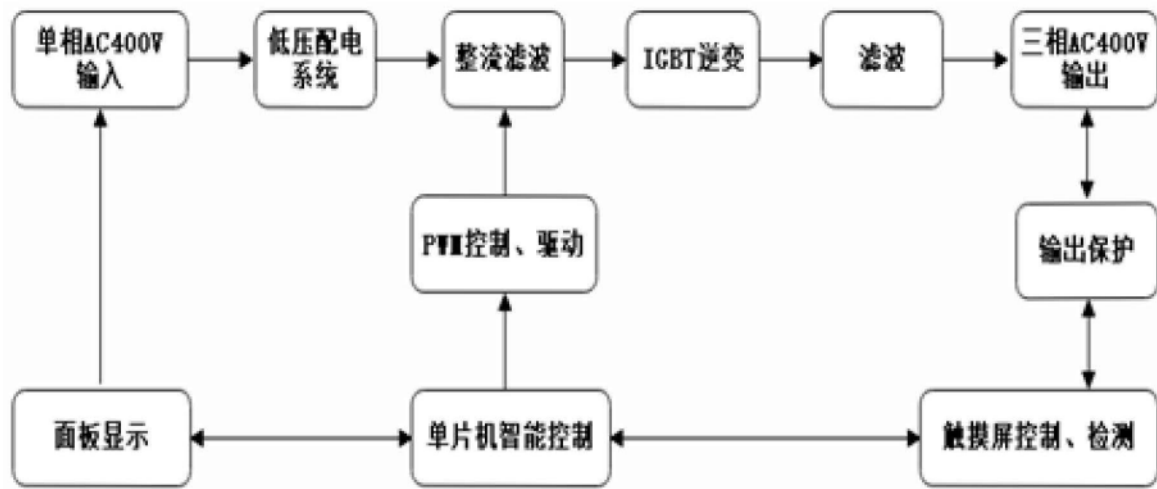 单相AC400V
输入
低压配电
系统
整流滤波
IGBT逆变
滤波
三相AC400V
输出
PWM控制、驱动
输出保护
面板显示
单片机智能控制
触摸屏控制、检测